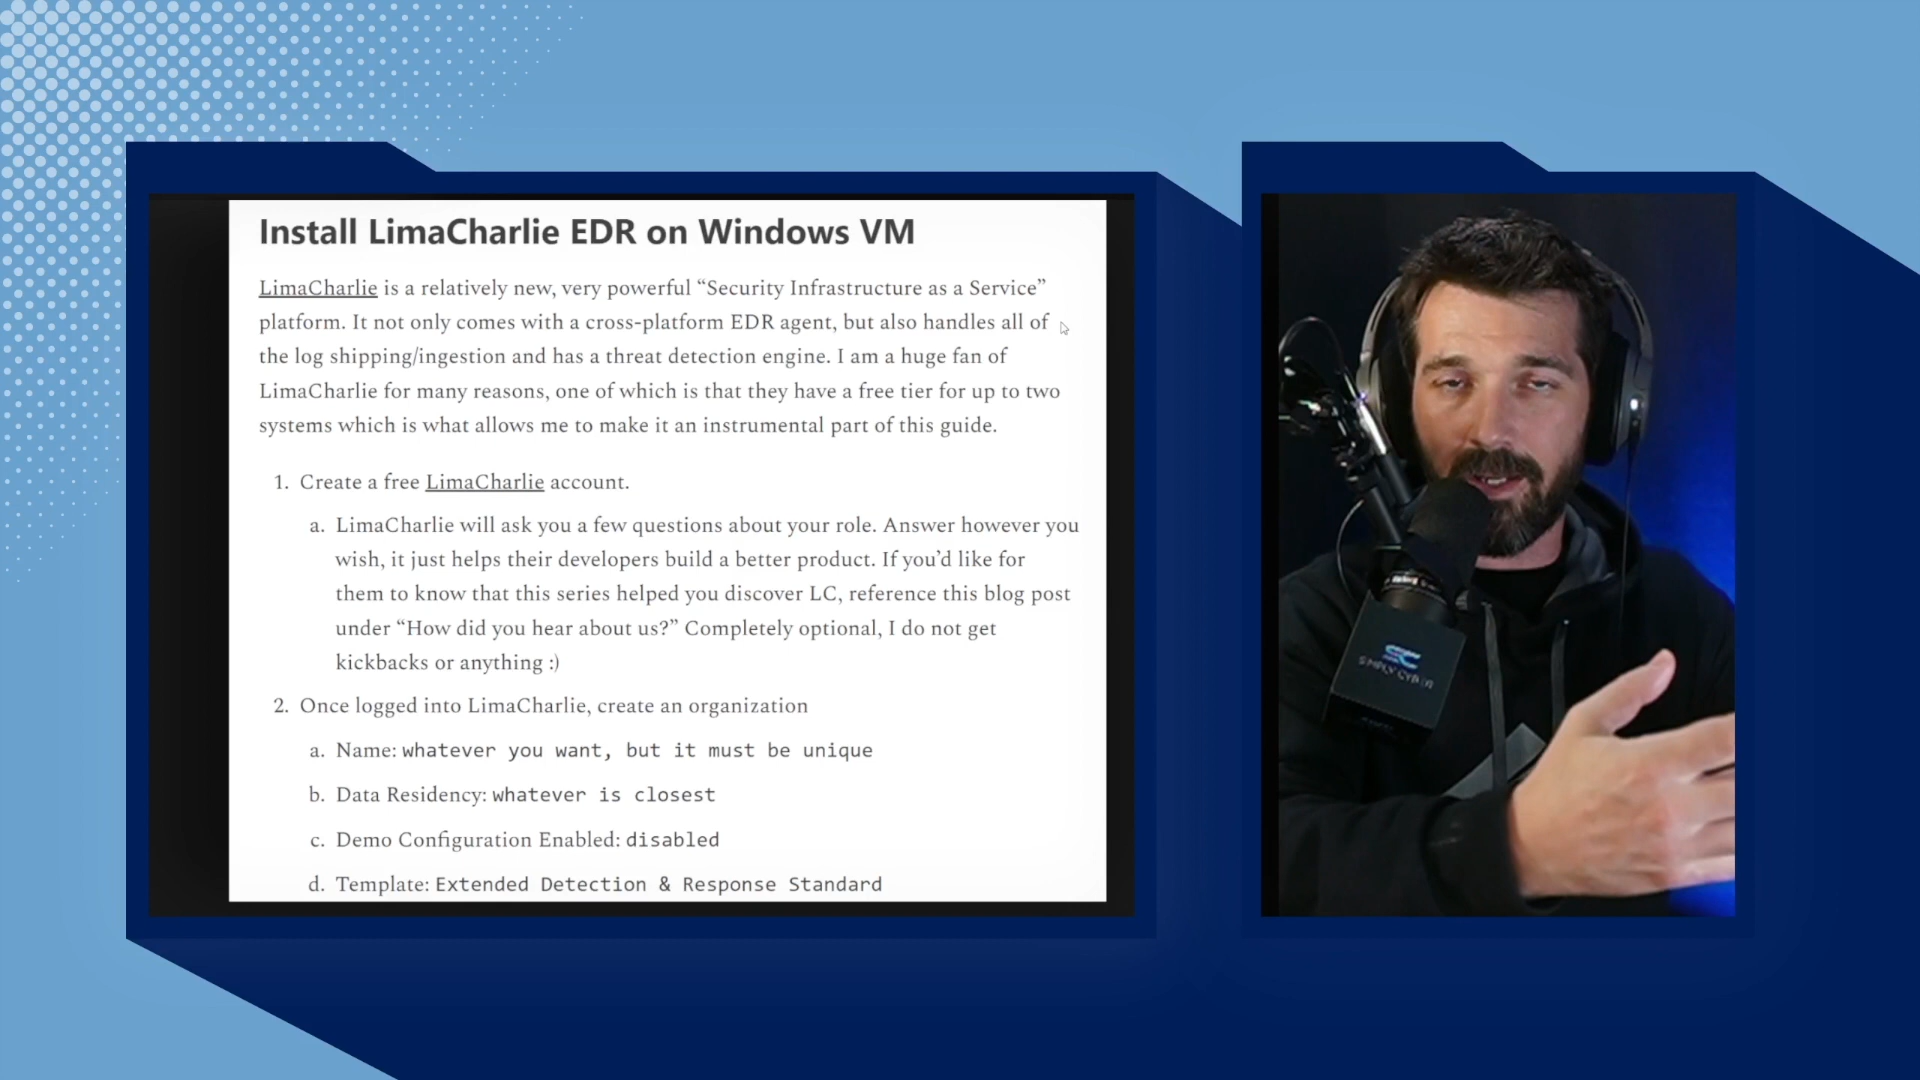 Install LimaCharlie EDR on Windows VM
LimaCharlie is a relatively new, very powerful “Security Infrastructure as a Service”
platform. It not only comes with a cross-platform EDR agent, but also handles all of
the log shipping/ingestion and has a threat detection engine. I am a huge fan of
LimaCharlie for many reasons, one of which is that they have a free tier for up to two
systems which is what allows me to make it an instrumental part of this guide.
1. Create a free LimaCharlie account.
a. LimaCharlie will ask you a few questions about your role. Answer however you
wish, it just helps their developers build a better product. If you’d like for
them to know that this series helped you discover LC, reference this blog post
under “How did you hear about us?” Completely optional, I do not get
kickbacks or anything :)
2. Once logged into LimaCharlie, create an organization
a. Name: whatever you want, but it must be unique
b. Data Residency: whatever is closest
c. Demo Configuration Enabled: disabled
d. Template: Extended Detection & Response Standard
SIMPLY CYBER